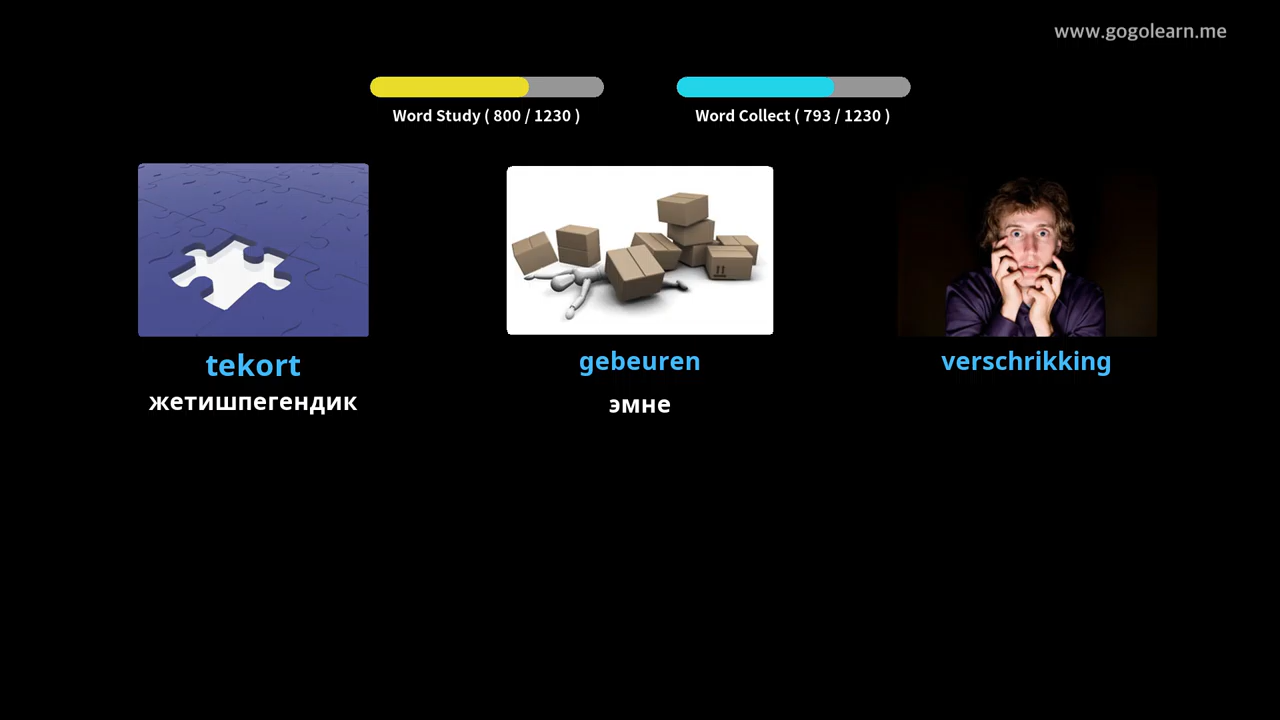 www.gogolearn.me
Word Study ( 800 / 1230 )
Word Collect ( 793 / 1230 )
tekort
gebeuren
verschrikking
жетишпегендик
эмне